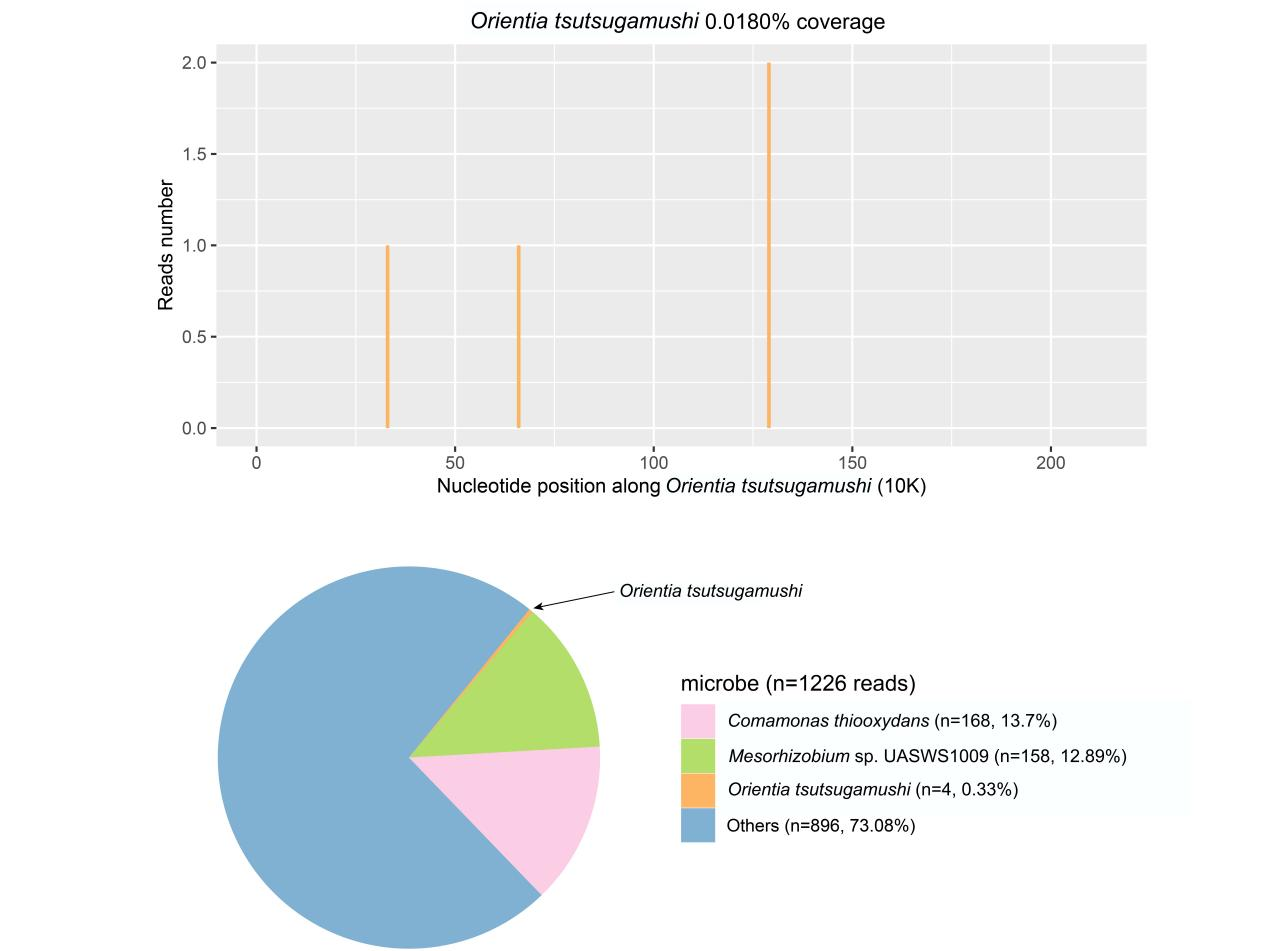 Orientia tsutsugamushi 0.0180% coverage
2.0
1.5
1.0
0.5
0.0
Reads number
0 50 100 150 200
Nucleotide position along Orientia tsutsugamushi (10K)
Orientia tsutsugamushi
microbe (n=1226 reads)
Comamonas thiooxydans (n=168, 13.7%)
Mesorhizobium sp. UASWS1009 (n=158, 12.89%)
Orientia tsutsugamushi (n=4, 0.33%)
Others (n=896, 73.08%)